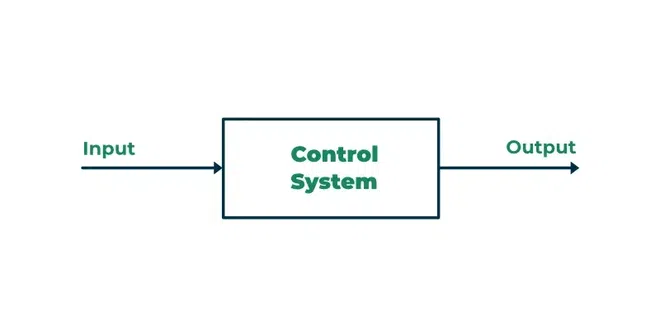 Input
Control
System
Output